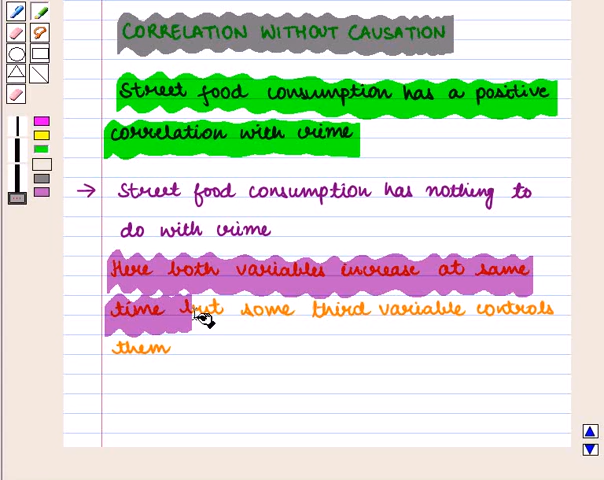 CORRELATION WITHOUT CAUSATION
Street food consumption has a positive
correlation with crime
→ Street food consumption has nothing to
do with crime
Here both variables increase at same
time but some third variable controls
them